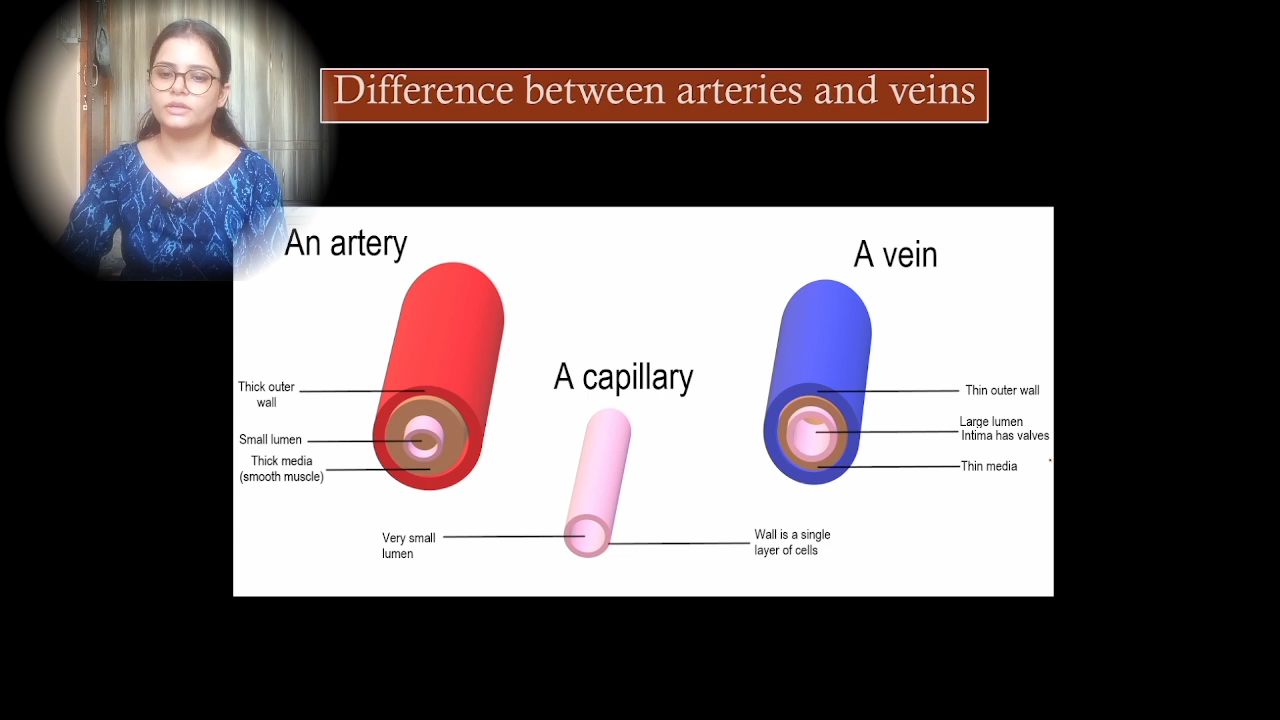 Difference between arteries and veins
An artery
A vein
A capillary
Thick outer
wall
Small lumen
Thick media
(smooth muscle)
Thin outer wall
Large lumen
Intima has valves
Thin media
Very small
lumen
Wall is a single
layer of cells